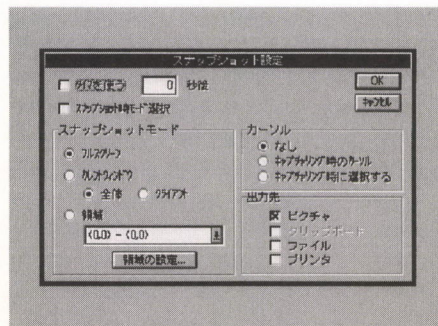 スナップショット設定
タイマを使う 0 秒後
スナップショット時モード選択
OK
キャンセル
スナップショットモード
フルスクリーン
カレントウィンドウ
全体 クライアント
領域
(0,0) - (0,0)
領域の設定...
カーソル
なし
キャプチャリング時のカーソル
キャプチャリング時に選択する
出力先
ピクチャ
クリップボード
ファイル
プリンタ